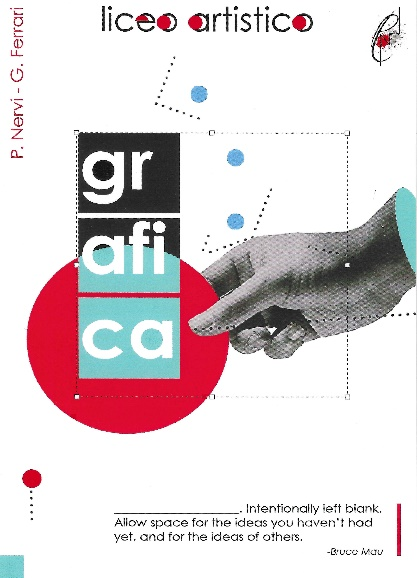 liceo artistico
P. Nervi - G. Ferrari
gr
afi
ca
____________________. Intentionally left blank.
Allow space for the ideas you haven't had
yet, and for the ideas of others.
-Bruce Mau